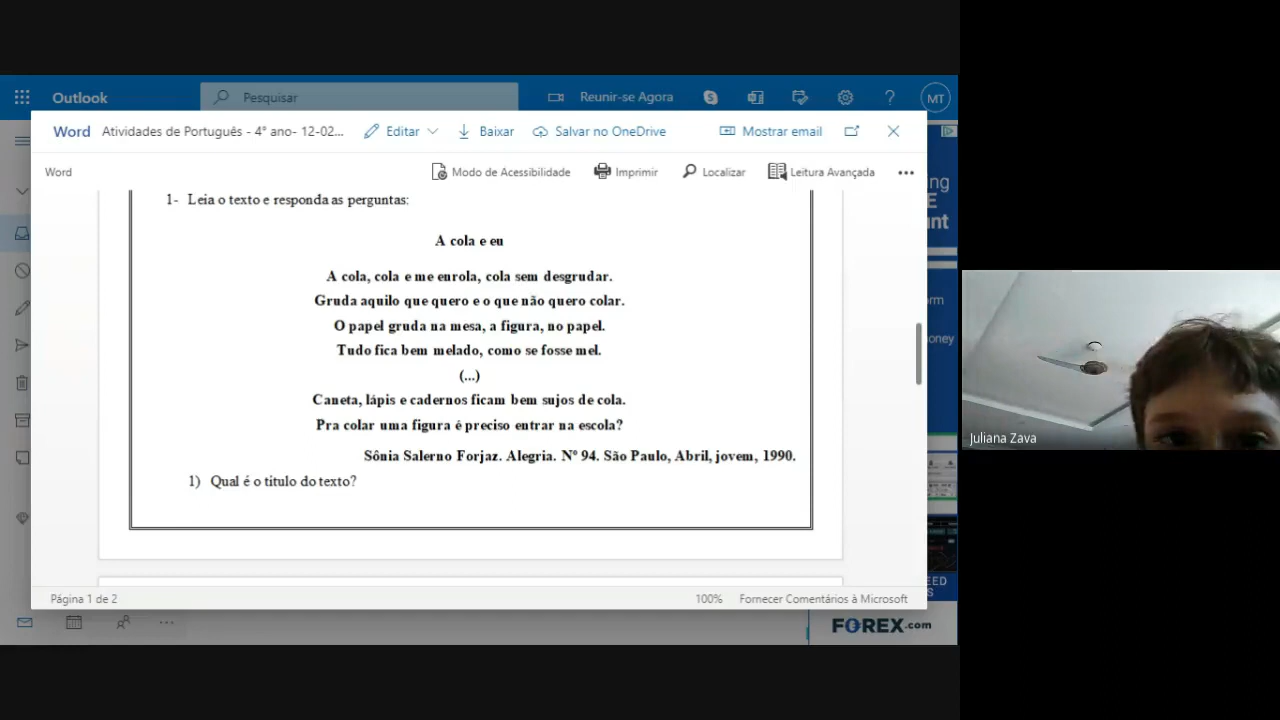 Outlook
Pesquisar
Reunir-se Agora
MT
Word
Atividades de Português - 4° ano- 12-02...
Editar
Baixar
Salvar no OneDrive
Mostrar email
Word
Modo de Acessibilidade
Imprimir
Localizar
Leitura Avançada
1- Leia o texto e responda as perguntas:
A cola e eu
A cola, cola e me enrola, cola sem desgrudar.
Gruda aquilo que quero e o que não quero colar.
O papel gruda na mesa, a figura, no papel.
Tudo fica bem melado, como se fosse mel.
(...)
Caneta, lápis e cadernos ficam bem sujos de cola.
Pra colar uma figura é preciso entrar na escola?
Sônia Salerno Forjaz. Alegria. Nº 94. São Paulo, Abril, jovem, 1990.
1) Qual é o titulo do texto?
Página 1 de 2
100%
Fornecer Comentários à Microsoft
FOREX.com
Juliana Zava